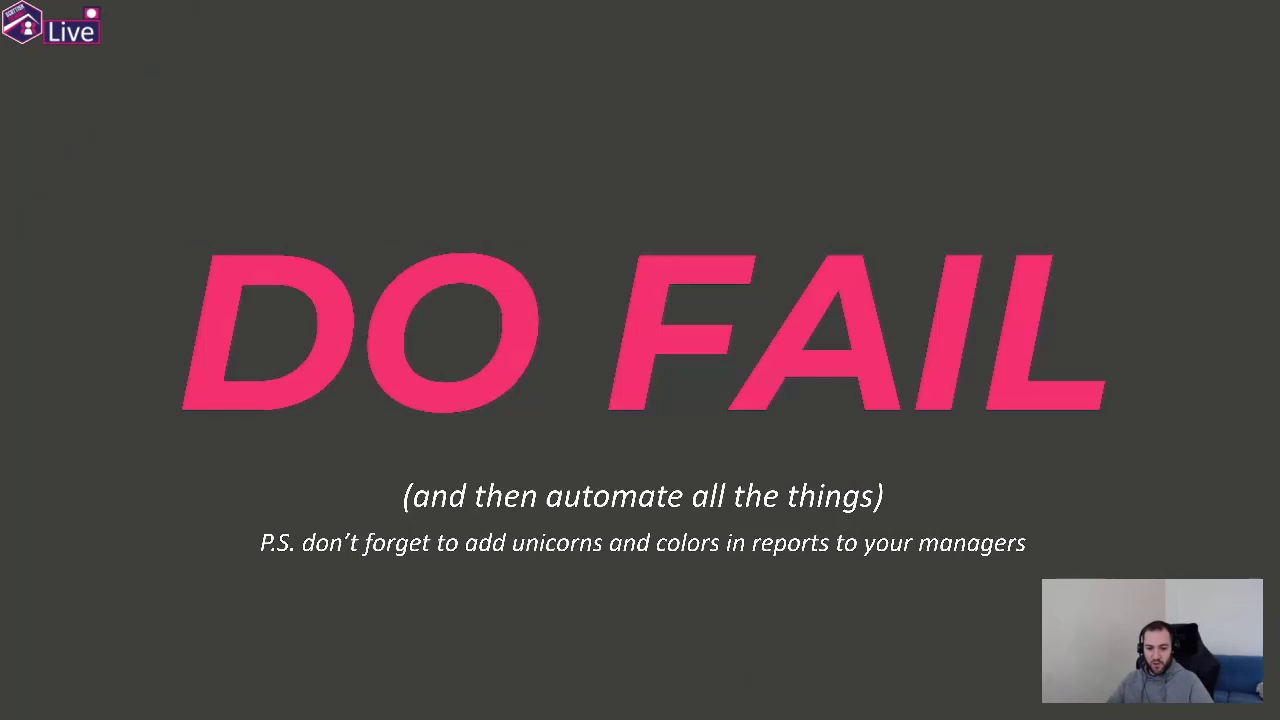 Live
DO FAIL
(and then automate all the things)
P.S. don't forget to add unicorns and colors in reports to your managers